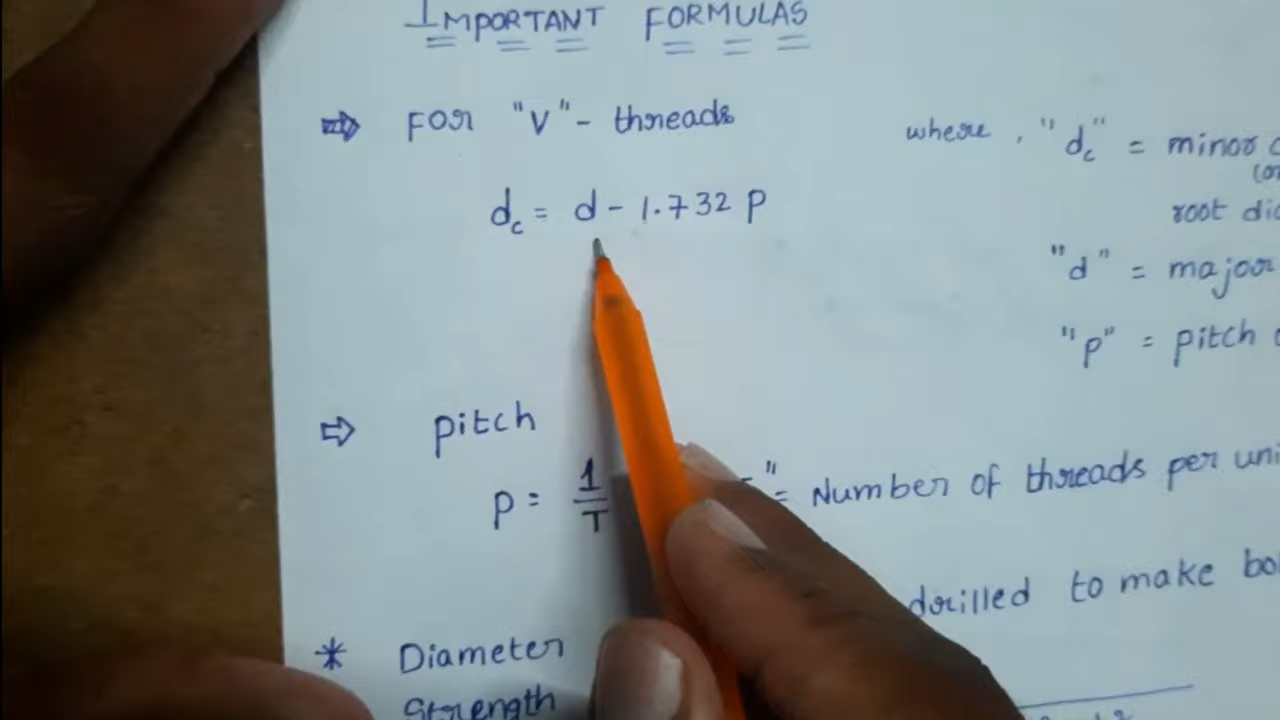 IMPORTANT FORMULAS
⇒ FOR "V" - threads
where, "dc" = minor
root
dc = d - 1.732 P
"d" = major
"p" = pitch
⇒ pitch
p = 1/T
= Number of threads per
drilled to make
* Diameter
Strength